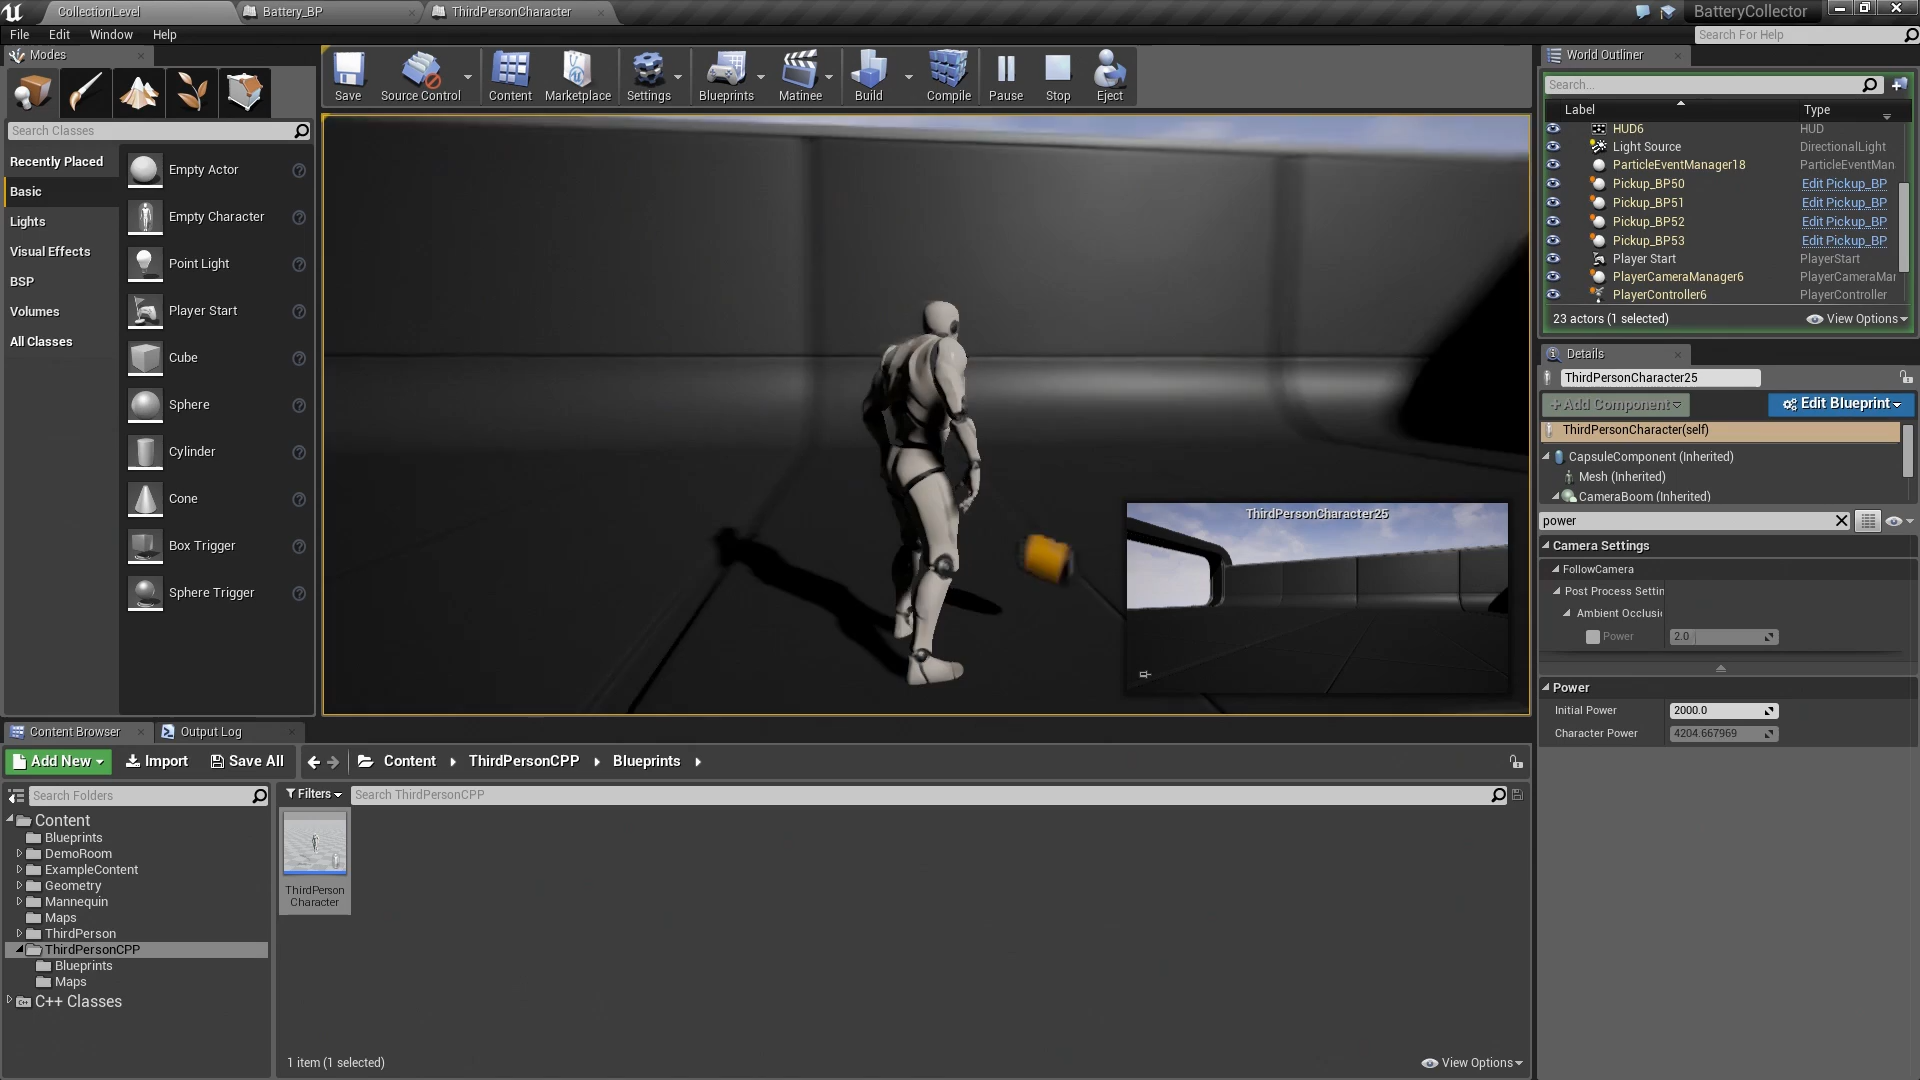 CollectionLevel
Battery_BP
ThirdPersonCharacter
BatteryCollector
File Edit Window Help
Search For Help
Modes
Save
Source Control
Content
Marketplace
Settings
Blueprints
Matinee
Build
Compile
Pause
Stop
Eject
Search Classes
Recently Placed
Basic
Lights
Visual Effects
BSP
Volumes
All Classes
Empty Actor
Empty Character
Point Light
Player Start
Cube
Sphere
Cylinder
Cone
Box Trigger
Sphere Trigger
ThirdPersonCharacter25
World Outliner
Search...
Label Type
HUD6 HUD
Light Source DirectionalLight
ParticleEventManager18 ParticleEventMan
Pickup_BP50 Edit Pickup_BP
Pickup_BP51 Edit Pickup_BP
Pickup_BP52 Edit Pickup_BP
Pickup_BP53 Edit Pickup_BP
Player Start PlayerStart
PlayerCameraManager6 PlayerCameraMar
PlayerController6 PlayerController
23 actors (1 selected) View Options
Details
ThirdPersonCharacter25
+Add Component Edit Blueprint
ThirdPersonCharacter(self)
CapsuleComponent (Inherited)
Mesh (Inherited)
CameraBoom (Inherited)
power
Camera Settings
FollowCamera
Post Process Settin
Ambient Occlusi
Power 2.0
Power
Initial Power 2000.0
Character Power 4204.667969
Content Browser
Output Log
Add New Import Save All Content ThirdPersonCPP Blueprints
Search Folders
Filters Search ThirdPersonCPP
Content
Blueprints
DemoRoom
ExampleContent
Geometry
Mannequin
Maps
ThirdPerson
ThirdPersonCPP
Blueprints
Maps
C++ Classes
ThirdPerson
Character
1 item (1 selected) View Options